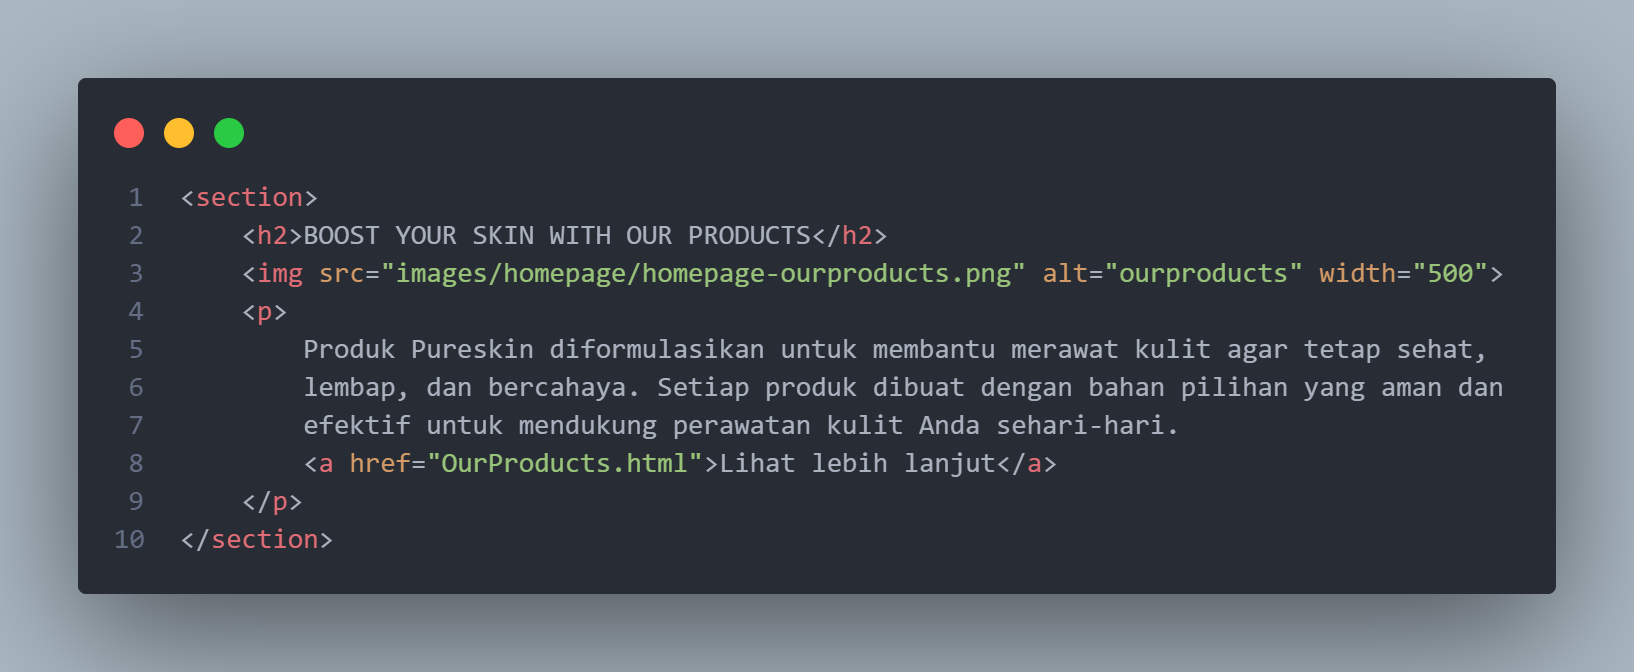 1 <section>
2     <h2>BOOST YOUR SKIN WITH OUR PRODUCTS</h2>
3     <img src="images/homepage/homepage-ourproducts.png" alt="ourproducts" width="500">
4     <p>
5         Produk Pureskin diformulasikan untuk membantu merawat kulit agar tetap sehat,
6         lembap, dan bercahaya. Setiap produk dibuat dengan bahan pilihan yang aman dan
7         efektif untuk mendukung perawatan kulit Anda sehari-hari.
8         <a href="OurProducts.html">Lihat lebih lanjut</a>
9     </p>
10 </section>